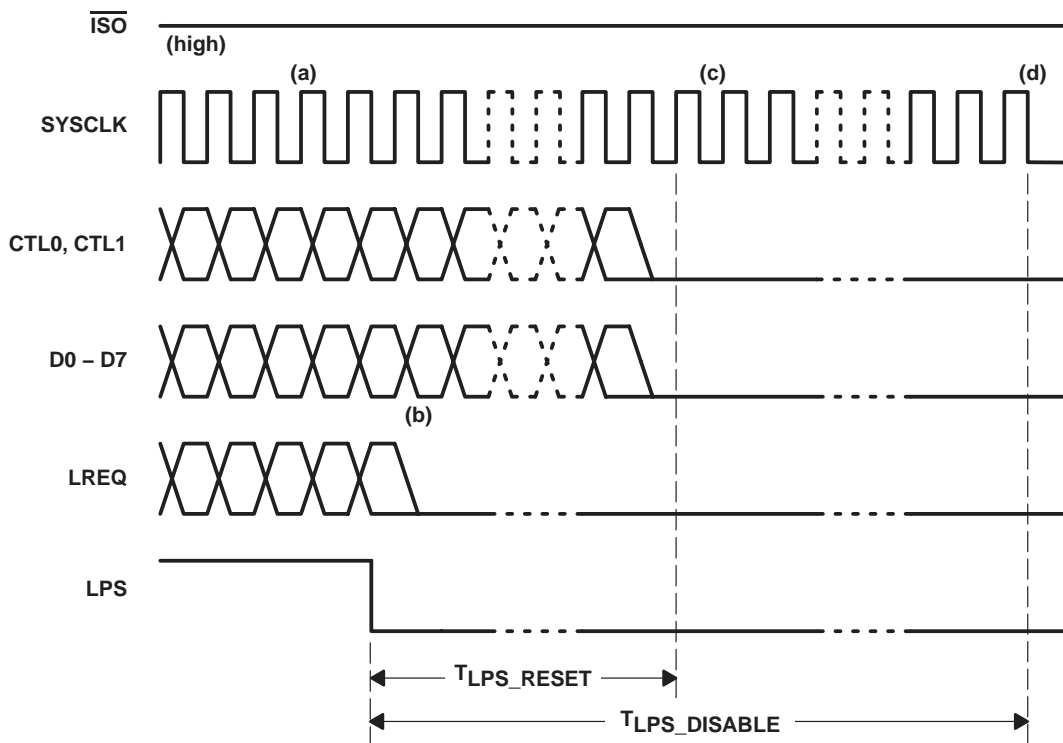 ISO
(high)
(a) (c) (d)
SYSCLK
CTL0, CTL1
D0 – D7
(b)
LREQ
LPS
TLPS_RESET
TLPS_DISABLE